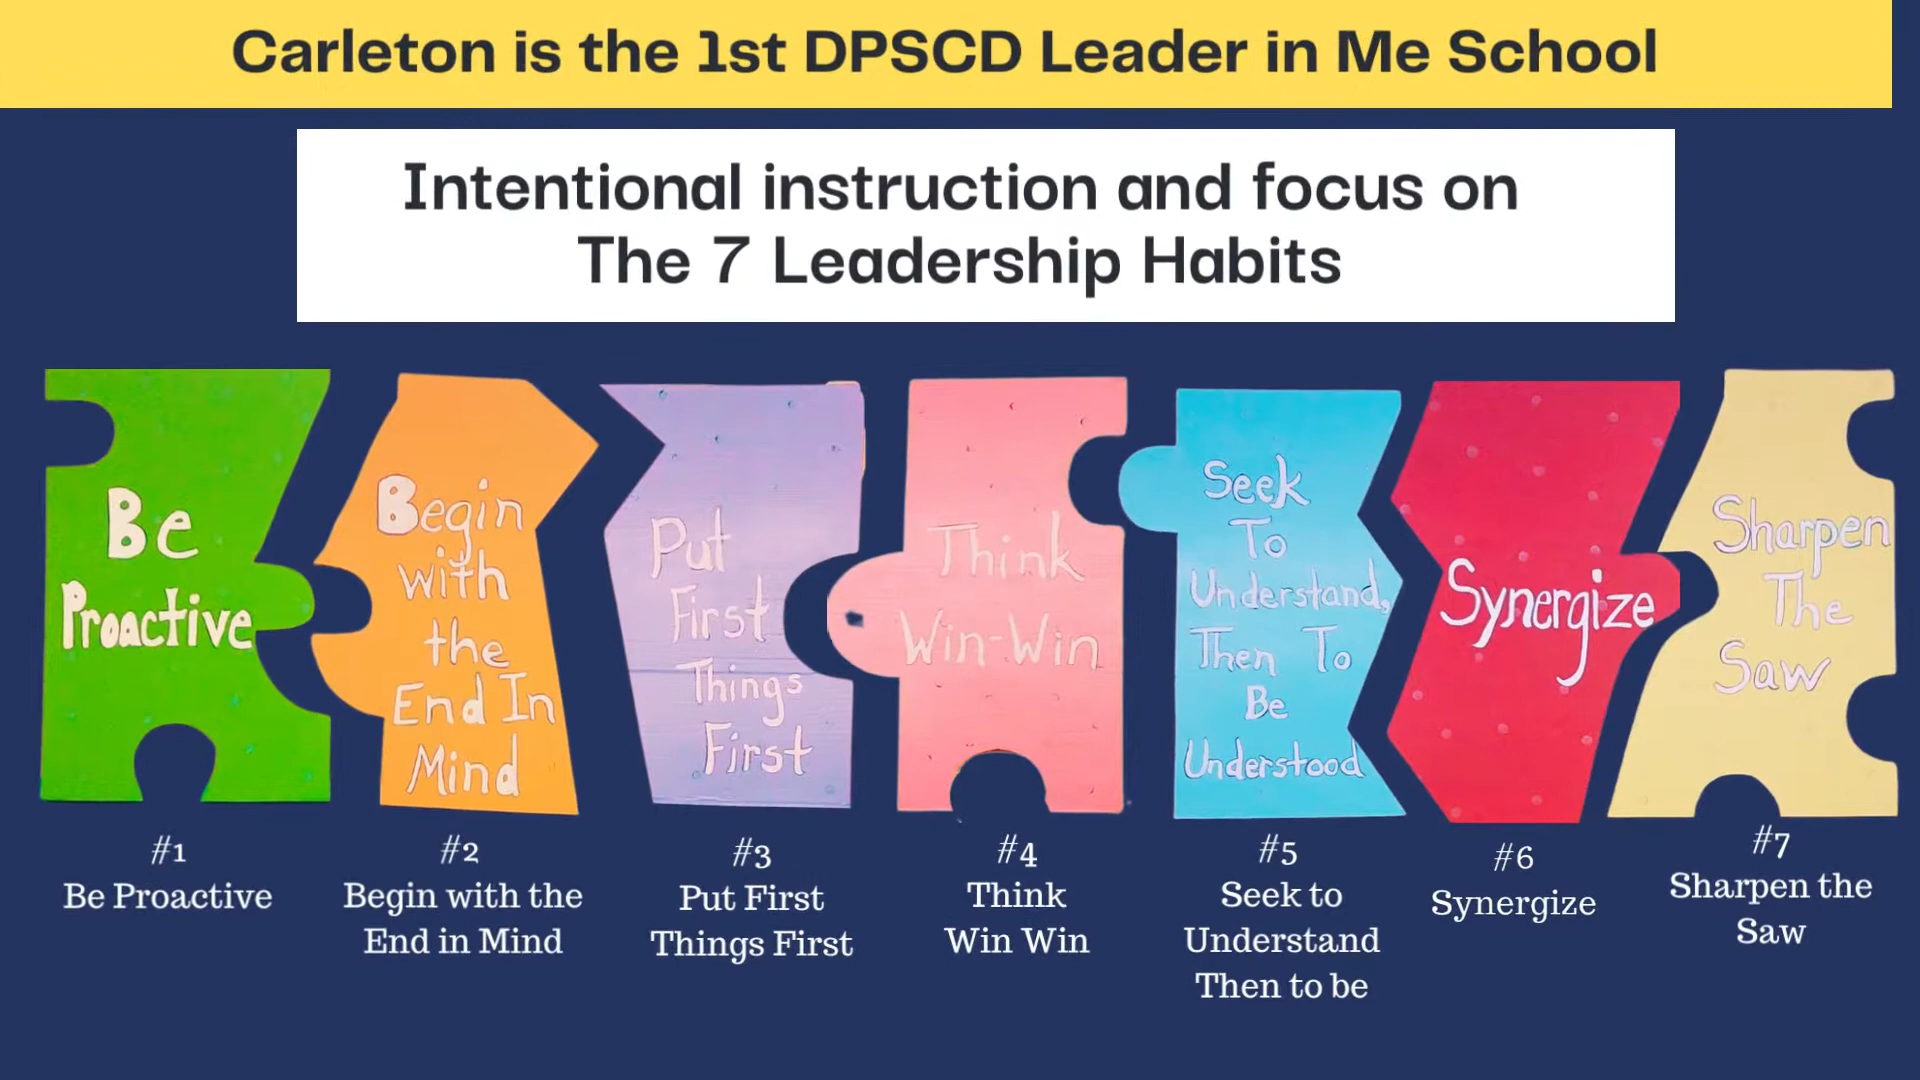 Carleton is the 1st DPSCD Leader in Me School
Intentional instruction and focus on
The 7 Leadership Habits
Be
Proactive
Begin
with
the
End In
Mind
Put
First
Things
First
Think
Win-Win
Seek
To
Understand,
Then To
Be
Understood
Synergize
Sharpen
The
Saw
#1
Be Proactive
#2
Begin with the
End in Mind
#3
Put First
Things First
#4
Think
Win Win
#5
Seek to
Understand
Then to be
#6
Synergize
#7
Sharpen the
Saw